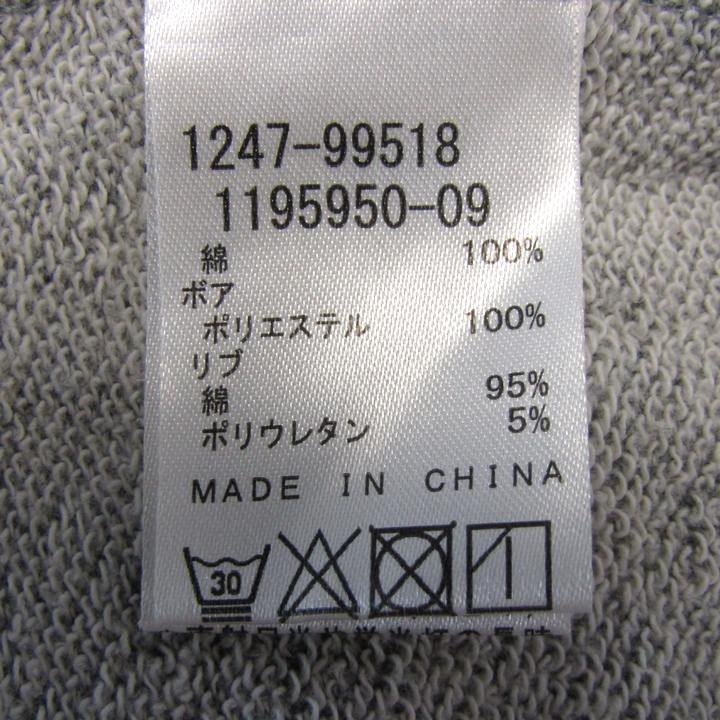 1247-99518
1195950-09
綿 100%
ボア
ポリエステル 100%
リブ
綿 95%
ポリウレタン 5%
MADE IN CHINA
30